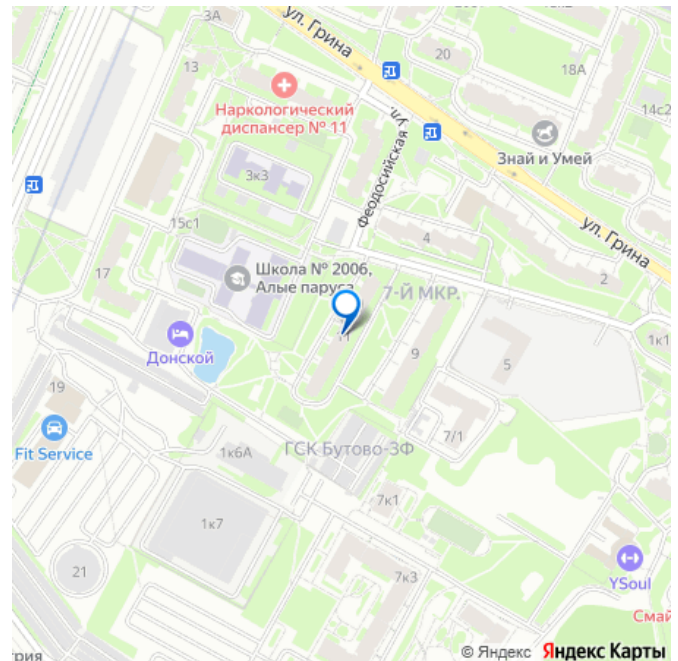 3А
ул. Грина
20
18А
13
14с2
Наркологический
диспансер № 11
Знай и Умей
Феодосийская ул.
3к3
15с1
4
ул. Грина
17
Школа № 2006,
Алые паруса
7-Й МКР.
2
1к1
11
Донской
9
5
19
Fit Service
1к6А
ГСК Бутово-3Ф
7/1
7к1
1к7
21
7к3
YSoul
Смай
трия
© Яндекс Яндекс Карты